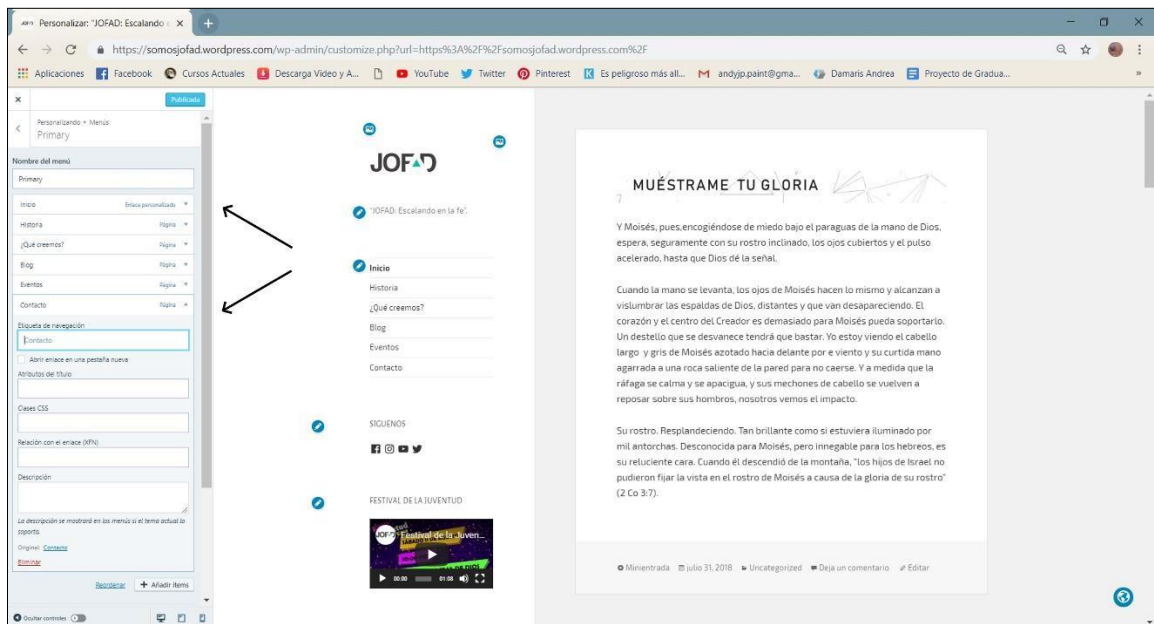 JOFAD Personalizar: "JOFAD: Escalando e
https://somosjofad.wordpress.com/wp-admin/customize.php?url=https%3A%2F%2Fsomosjofad.wordpress.com%2F
Aplicaciones Facebook Cursos Actuales Descarga Video y A... YouTube Twitter Pinterest Es peligroso más all... andyjp.paint@gma... Damaris Andrea Proyecto de Gradua...
Publicada
Personalizando • Menús
Primary
Nombre del menú
Primary
Inicio Enlace personalizado
Historia Página
¿Qué creemos? Página
Blog Página
Eventos Página
Contacto Página
Etiqueta de navegación
Contacto
Abrir enlace en una pestaña nueva
Atributos del título
Clases CSS
Relación con el enlace (XFN)
Descripción
La descripción se mostrará en los menús si el tema actual lo
soporta.
Original: Contacto
Eliminar
Reordenar + Añadir ítems
Ocultar controles
JOFAD
"JOFAD: Escalando en la fe".
Inicio
Historia
¿Qué creemos?
Blog
Eventos
Contacto
SÍGUENOS
FESTIVAL DE LA JUVENTUD
JOFAD Festival de la Juven...
00:00 01:58
MUÉSTRAME TU GLORIA
Y Moisés, pues,encogiéndose de miedo bajo el paraguas de la mano de Dios,
espera, seguramente con su rostro inclinado, los ojos cubiertos y el pulso
acelerado, hasta que Dios dé la señal.
Cuando la mano se levanta, los ojos de Moisés hacen lo mismo y alcanzan a
vislumbrar las espaldas de Dios, distantes y que van desapareciendo. El
corazón y el centro del Creador es demasiado para Moisés pueda soportarlo.
Un destello que se desvanece tendrá que bastar. Yo estoy viendo el cabello
largo y gris de Moisés azotado hacia delante por e viento y su curtida mano
agarrada a una roca saliente de la pared para no caerse. Y a medida que la
ráfaga se calma y se apacigua, y sus mechones de cabello se vuelven a
reposar sobre sus hombros, nosotros vemos el impacto.
Su rostro. Resplandeciendo. Tan brillante como si estuviera iluminado por
mil antorchas. Desconocida para Moisés, pero innegable para los hebreos, es
su reluciente cara. Cuando él descendió de la montaña, "los hijos de Israel no
pudieron fijar la vista en el rostro de Moisés a causa de la gloria de su rostro"
(2 Co 3:7).
Minientrada julio 31, 2018 Uncategorized Deja un comentario Editar